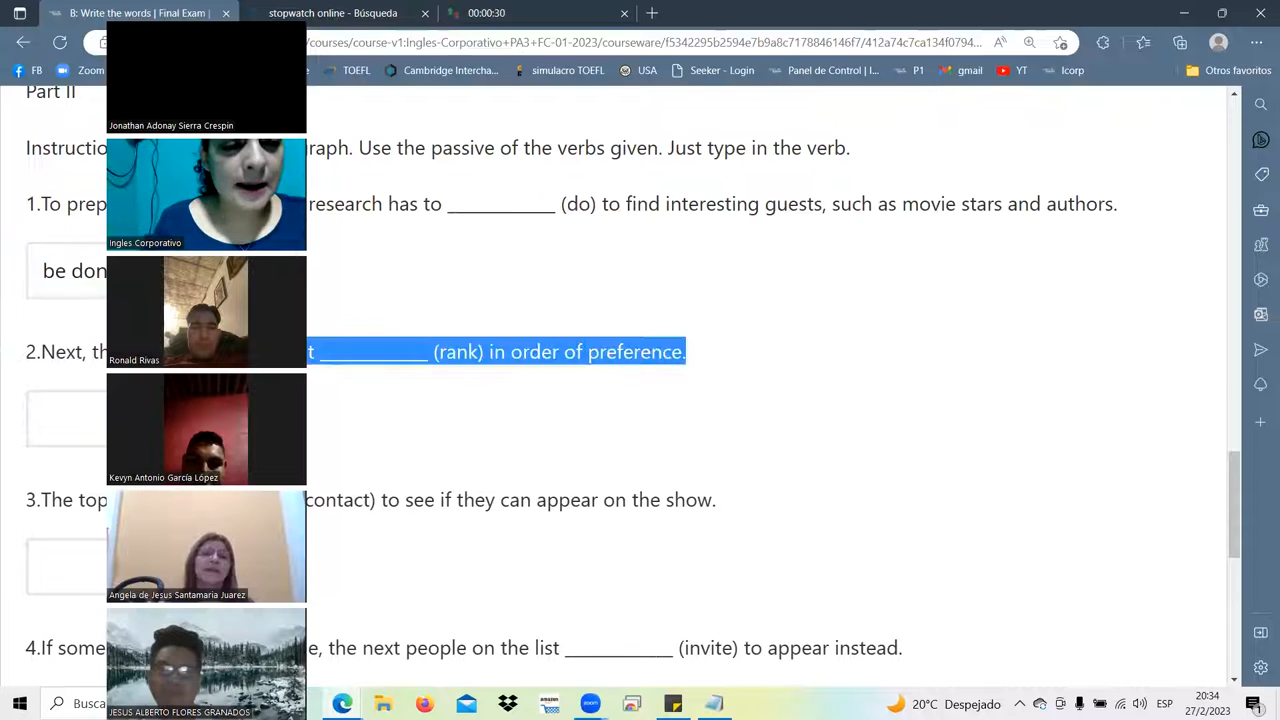 B: Write the words | Final Exam |
stopwatch online - Búsqueda
00:00:30
/courses/course-v1:Ingles-Corporativo+PA3+FC-01-2023/courseware/f5342295b2594e7b9a8c7178846146f7/412a74c7ca134f0794...
FB
Zoom
TOEFL
Cambridge Intercha...
simulacro TOEFL
USA
Seeker - Login
Panel de Control | I...
P1
gmail
YT
Icorp
Otros favoritos
Part II
Jonathan Adonay Sierra Crespin
Instructio raph. Use the passive of the verbs given. Just type in the verb.
1.To prep research has to ___________ (do) to find interesting guests, such as movie stars and authors.
Ingles Corporativo
be don
2.Next, th t ___________ (rank) in order of preference.
Ronald Rivas
Kevyn Antonio García López
3.The top contact) to see if they can appear on the show.
Angela de Jesus Santamaria Juarez
4.If some e, the next people on the list ___________ (invite) to appear instead.
JESUS ALBERTO FLORES GRANADOS
Busca
amazon
20°C Despejado
ESP
20:34
27/2/2023
1